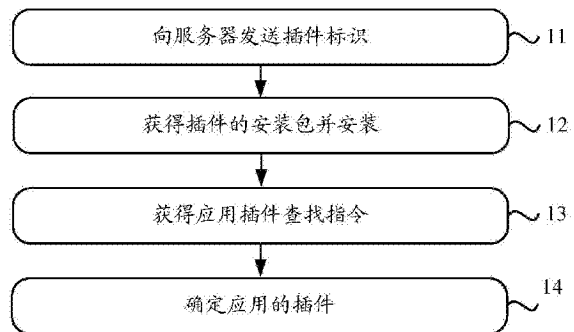 向服务器发送插件标识 11
获得插件的安装包并安装 12
获得应用插件查找指令 13
确定应用的插件 14